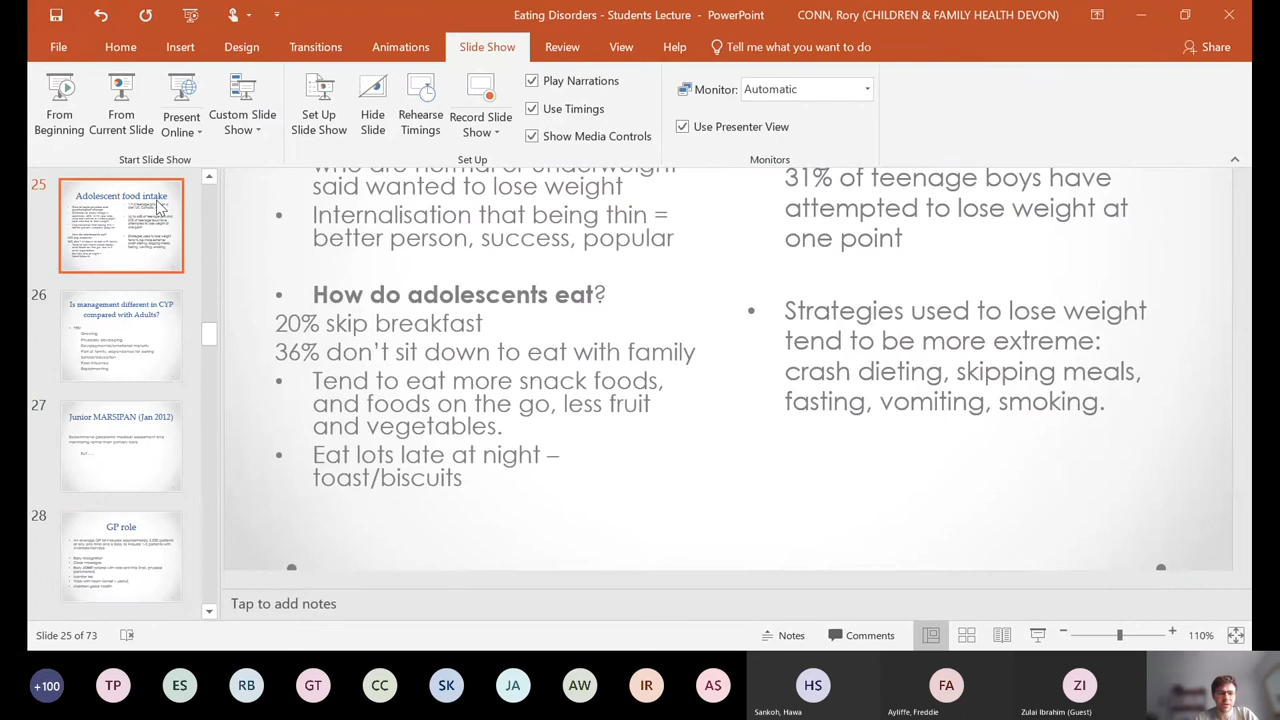 Eating Disorders - Students Lecture - PowerPoint
CONN, Rory (CHILDREN & FAMILY HEALTH DEVON)
File
Home
Insert
Design
Transitions
Animations
Slide Show
Review
View
Help
Tell me what you want to do
Share
From
Beginning
From
Current Slide
Present
Online
Custom Slide
Show
Set Up
Slide Show
Hide
Slide
Rehearse
Timings
Record Slide
Show
Play Narrations
Use Timings
Show Media Controls
Monitor:
Automatic
Use Presenter View
Start Slide Show
Set Up
Monitors
25
Adolescent food intake
26
Is management different in CYP
compared with Adults?
27
Junior MARSIPAN (Jan 2012)
28
GP role
who are normal or underweight
said wanted to lose weight
• Internalisation that being thin =
better person, success, popular
• How do adolescents eat?
20% skip breakfast
36% don't sit down to eat with family
• Tend to eat more snack foods,
and foods on the go, less fruit
and vegetables.
• Eat lots late at night –
toast/biscuits
31% of teenage boys have
attempted to lose weight at
one point
• Strategies used to lose weight
tend to be more extreme:
crash dieting, skipping meals,
fasting, vomiting, smoking.
Tap to add notes
Slide 25 of 73
Notes
Comments
110%
+100
TP
ES
RB
GT
CC
SK
JA
AW
IR
AS
HS
Sankoh, Hawa
FA
Ayliffe, Freddie
ZI
Zulai Ibrahim (Guest)